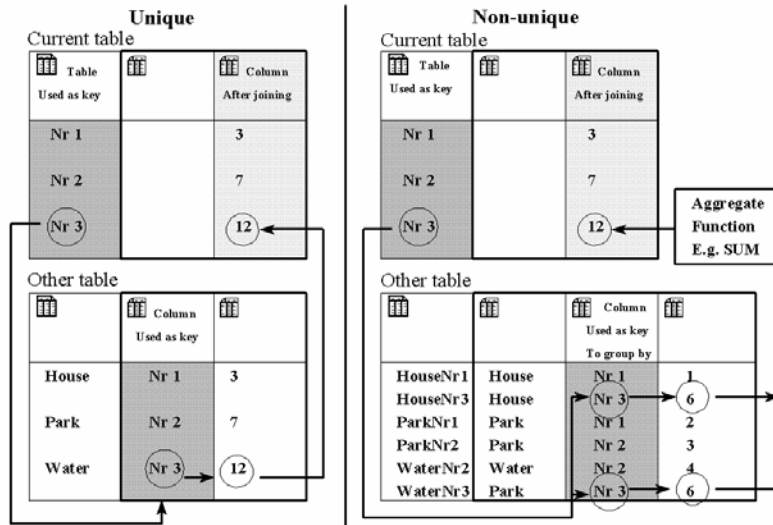 Unique
Current table
Table
Used as key
Column
After joining
Nr 1 3
Nr 2 7
Nr 3 12
Other table
Column
Used as key
House Nr 1 3
Park Nr 2 7
Water Nr 3 12
Non-unique
Current table
Table
Used as key
Column
After joining
Nr 1 3
Nr 2 7
Nr 3 12
Aggregate
Function
E.g. SUM
Other table
Column
Used as key
To group by
HouseNr1 House Nr 1 1
HouseNr3 House Nr 3 6
ParkNr1 Park Nr 1 2
ParkNr2 Park Nr 2 3
WaterNr2 Water Nr 2 4
WaterNr3 Park Nr 3 6